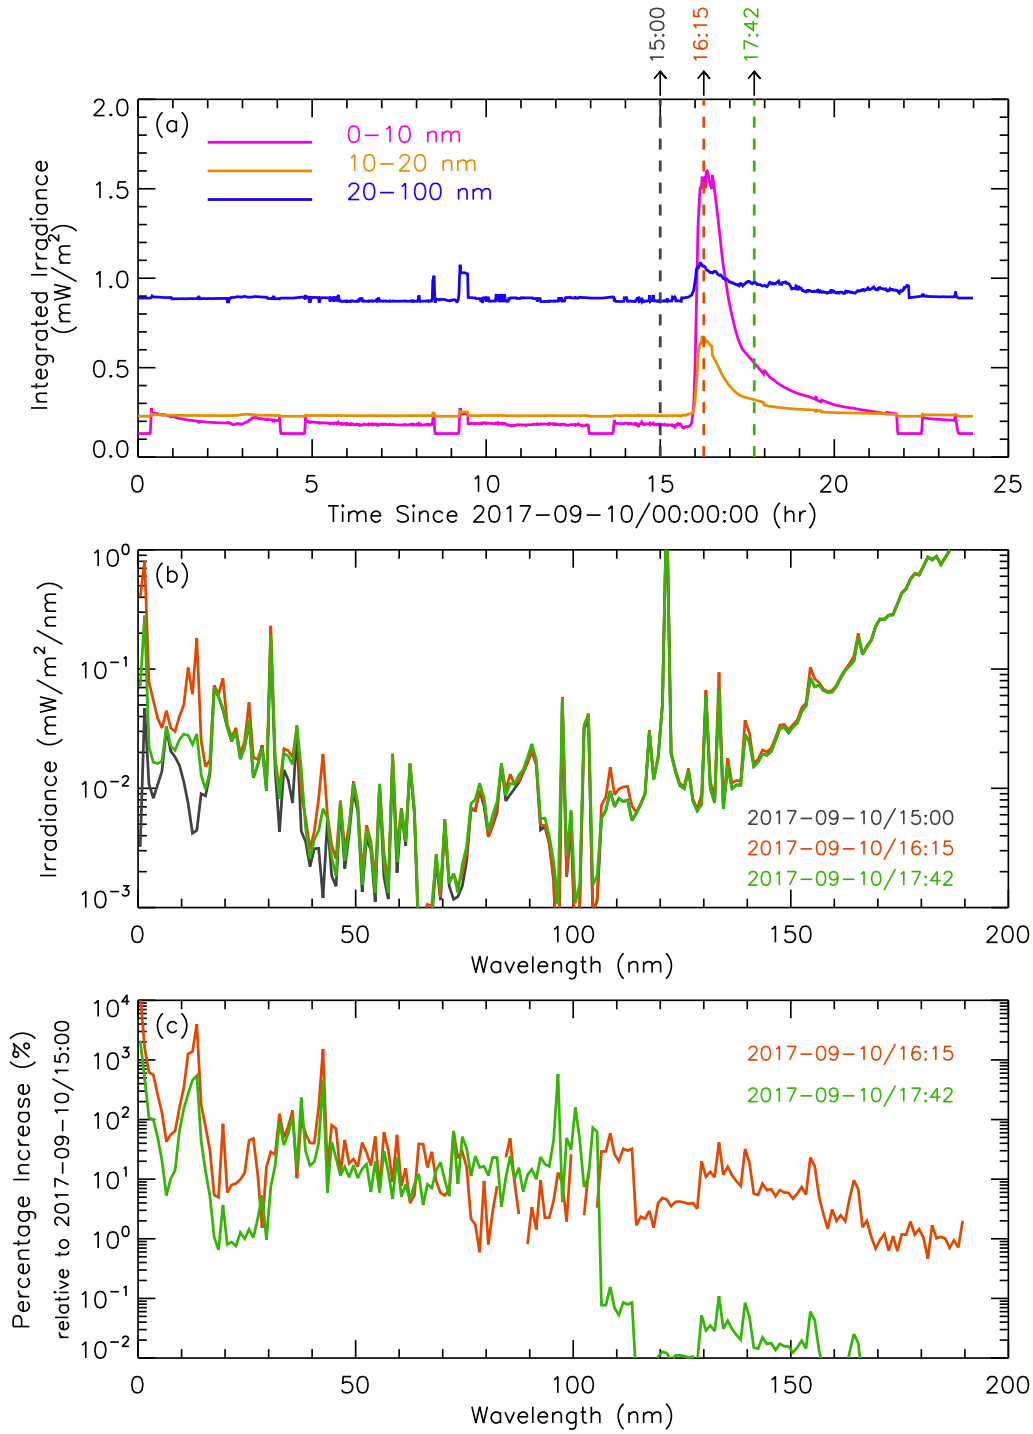 15:00 16:15 17:42
(a)
0−10 nm
10−20 nm
20−100 nm
2.0
1.5
1.0
0.5
0.0
Integrated Irradiance
(mW/m²)
0 5 10 15 20 25
Time Since 2017−09−10/00:00:00 (hr)
(b)
10⁰
10⁻¹
10⁻²
10⁻³
Irradiance (mW/m²/nm)
2017−09−10/15:00
2017−09−10/16:15
2017−09−10/17:42
0 50 100 150 200
Wavelength (nm)
(c)
10⁴
10³
10²
10¹
10⁰
10⁻¹
10⁻²
Percentage Increase (%)
relative to 2017−09−10/15:00
2017−09−10/16:15
2017−09−10/17:42
0 50 100 150 200
Wavelength (nm)